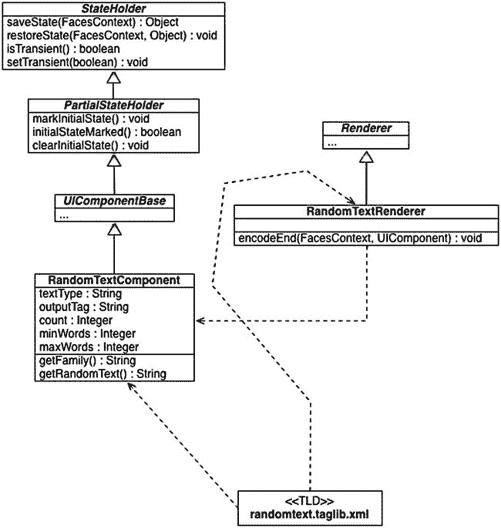 StateHolder
saveState(FacesContext) : Object
restoreState(FacesContext, Object) : void
isTransient() : boolean
setTransient(boolean) : void
PartialStateHolder
markInitialState() : void
initialStateMarked() : boolean
clearInitialState() : void
Renderer
...
UIComponentBase
...
RandomTextRenderer
encodeEnd(FacesContext, UIComponent) : void
RandomTextComponent
textType : String
outputTag : String
count : Integer
minWords : Integer
maxWords : Integer
getFamily() : String
getRandomText() : String
<<TLD>>
randomtext.taglib.xml